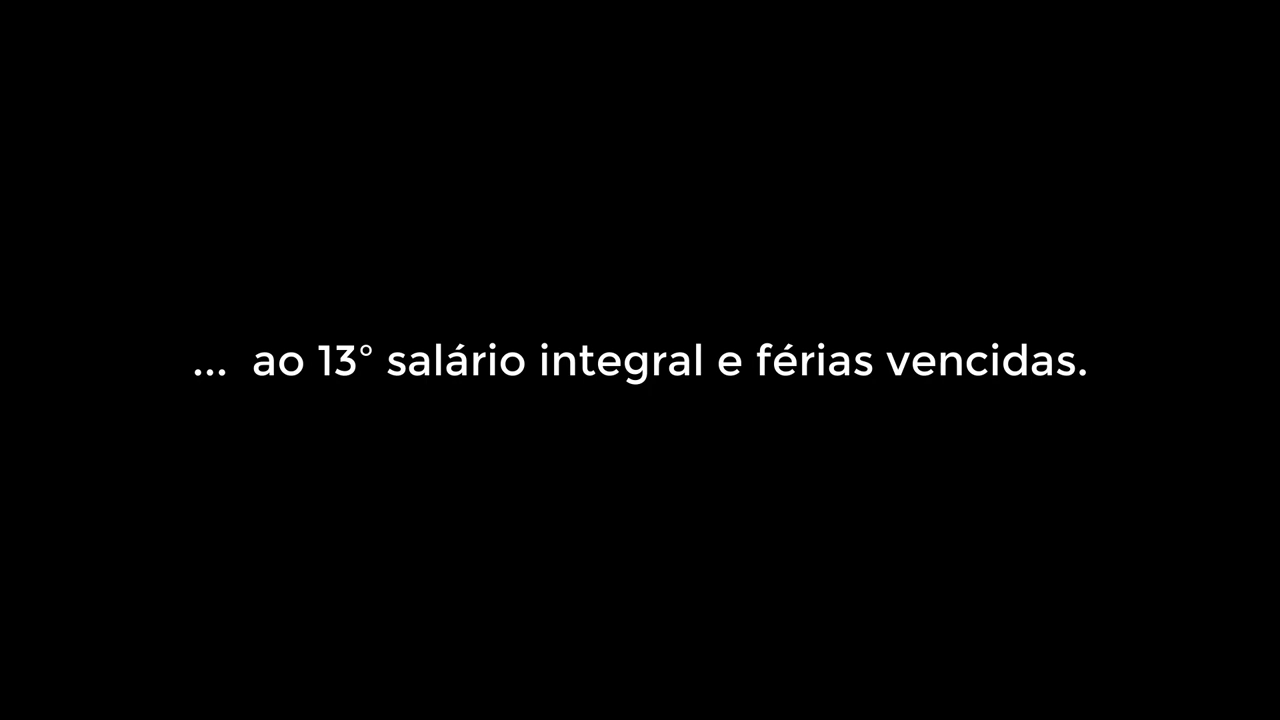 ...  ao 13° salário integral e férias vencidas.